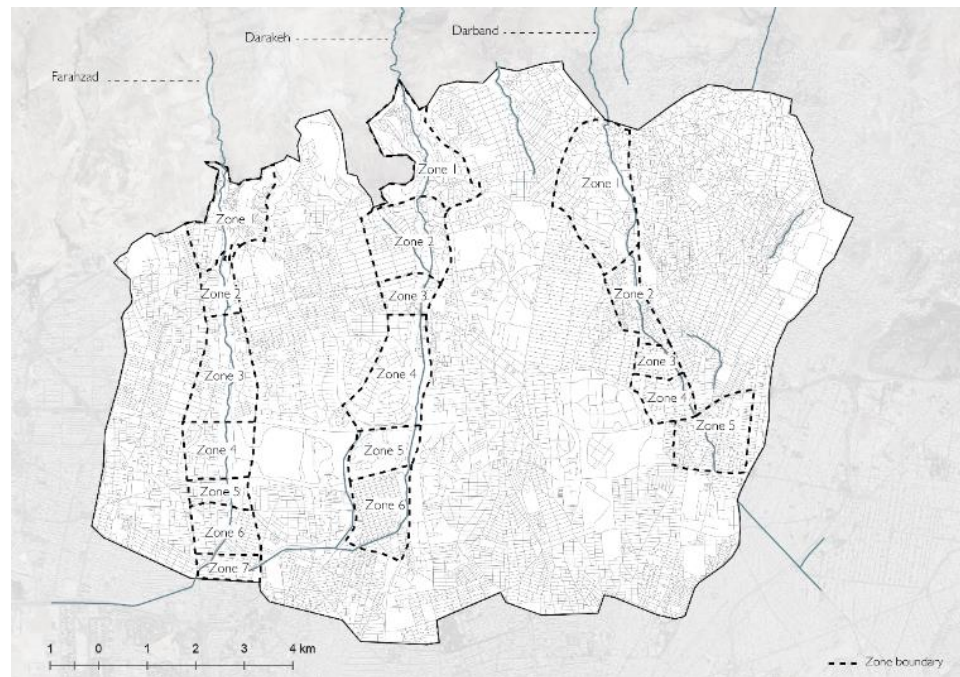 Darband
Darakeh
Farahzad
Zone 1
Zone 1
Zone 1
Zone 2
Zone 2
Zone 2
Zone 3
Zone 3
Zone 3
Zone 4
Zone 4
Zone 5
Zone 4
Zone 5
Zone 5
Zone 6
Zone 6
Zone 7
1 0 1 2 3 4 km
Zone boundary